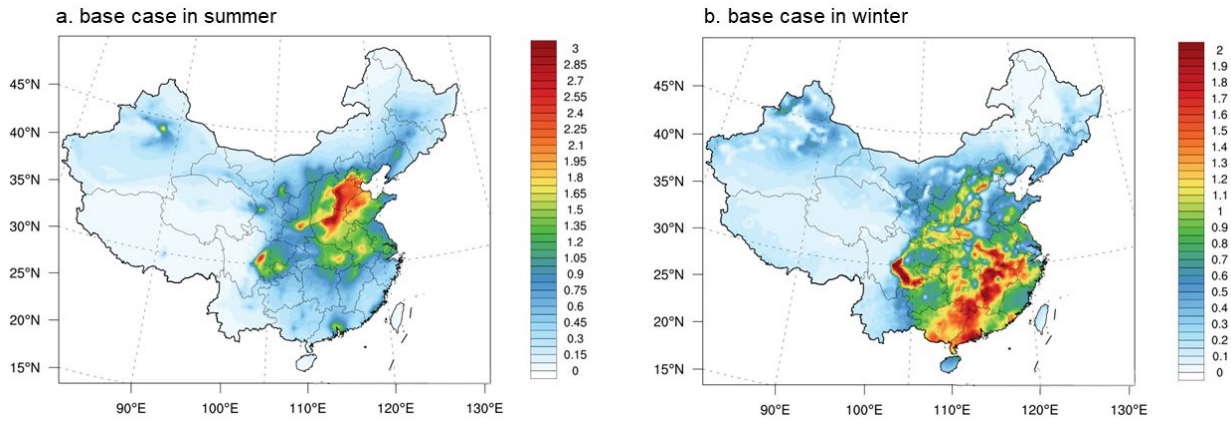 a. base case in summer
45°N
40°N
35°N
30°N
25°N
20°N
15°N
90°E
100°E
110°E
120°E
130°E
3
2.85
2.7
2.55
2.4
2.25
2.1
1.95
1.8
1.65
1.5
1.35
1.2
1.05
0.9
0.75
0.6
0.45
0.3
0.15
0
b. base case in winter
45°N
40°N
35°N
30°N
25°N
20°N
15°N
90°E
100°E
110°E
120°E
130°E
2
1.9
1.8
1.7
1.6
1.5
1.4
1.3
1.2
1.1
1
0.9
0.8
0.7
0.6
0.5
0.4
0.3
0.2
0.1
0